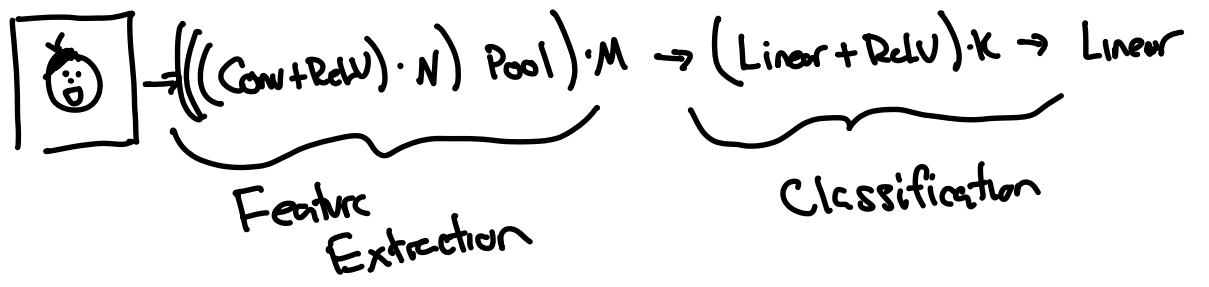 → (((Conv+ReLU)·N) Pool)·M → (Linear+ReLU)·K → Linear
Feature
Extraction
Classification